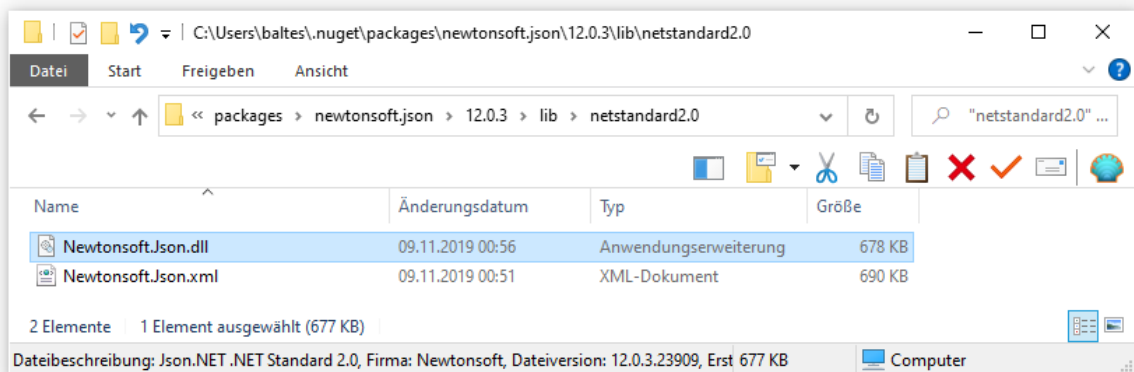 C:\Users\baltes\.nuget\packages\newtonsoft.json\12.0.3\lib\netstandard2.0
Datei Start Freigeben Ansicht ?
« packages › newtonsoft.json › 12.0.3 › lib › netstandard2.0 "netstandard2.0" ...
Name Änderungsdatum Typ Größe
Newtonsoft.Json.dll 09.11.2019 00:56 Anwendungserweiterung 678 KB
Newtonsoft.Json.xml 09.11.2019 00:51 XML-Dokument 690 KB
2 Elemente 1 Element ausgewählt (677 KB)
Dateibeschreibung: Json.NET .NET Standard 2.0, Firma: Newtonsoft, Dateiversion: 12.0.3.23909, Erst 677 KB Computer